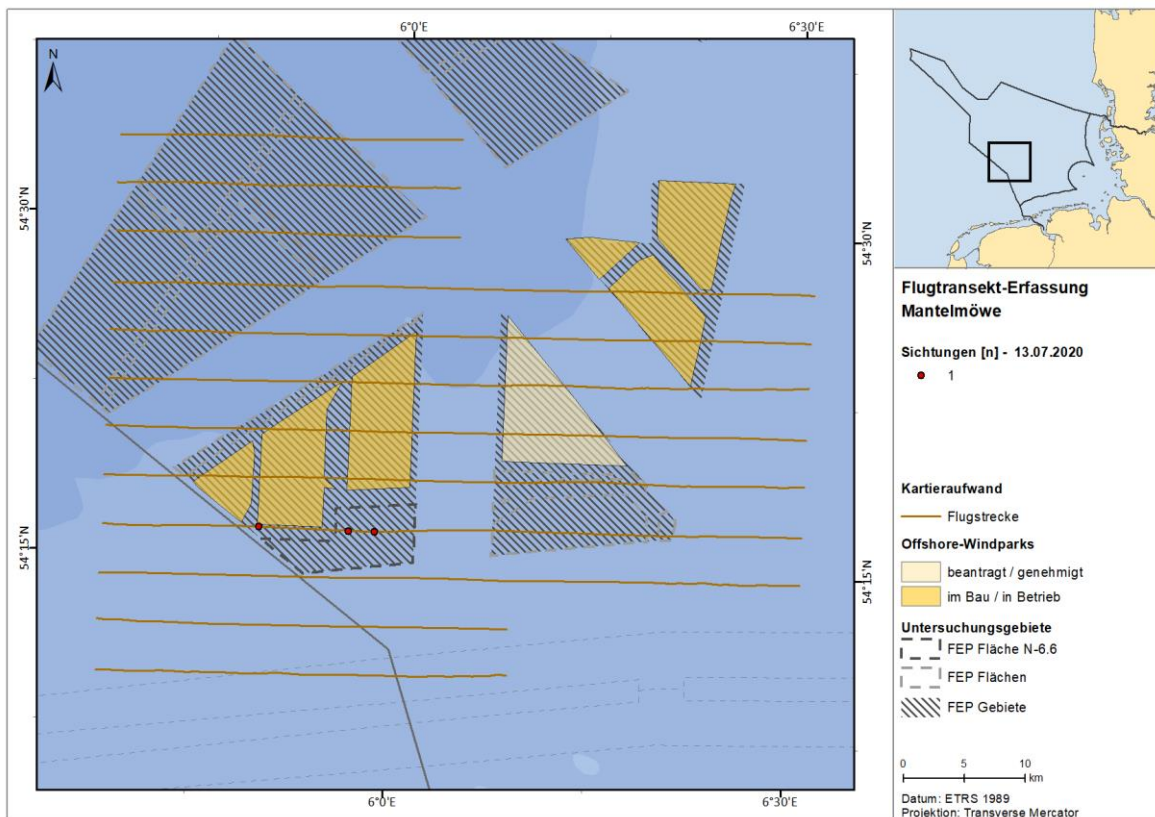 6°0'E
6°30'E
N
54°30'N
54°30'N
54°15'N
54°15'N
6°0'E
6°30'E
Flugtransekt-Erfassung
Mantelmöwe
Sichtungen [n] - 13.07.2020
1
Kartieraufwand
Flugstrecke
Offshore-Windparks
beantragt / genehmigt
im Bau / in Betrieb
Untersuchungsgebiete
FEP Fläche N-6.6
FEP Flächen
FEP Gebiete
0 5 10
km
Datum: ETRS 1989
Projektion: Transverse Mercator